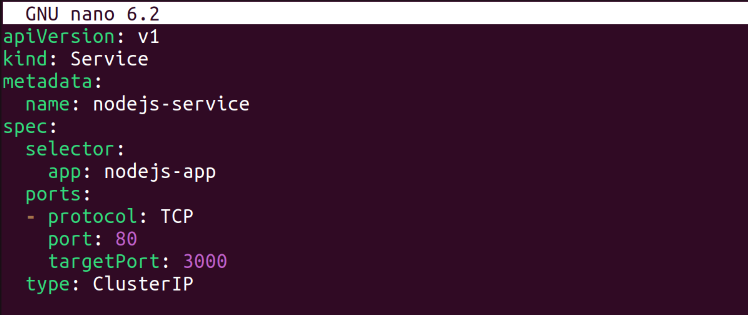 GNU nano 6.2
apiVersion: v1
kind: Service
metadata:
  name: nodejs-service
spec:
  selector:
    app: nodejs-app
  ports:
  - protocol: TCP
    port: 80
    targetPort: 3000
  type: ClusterIP